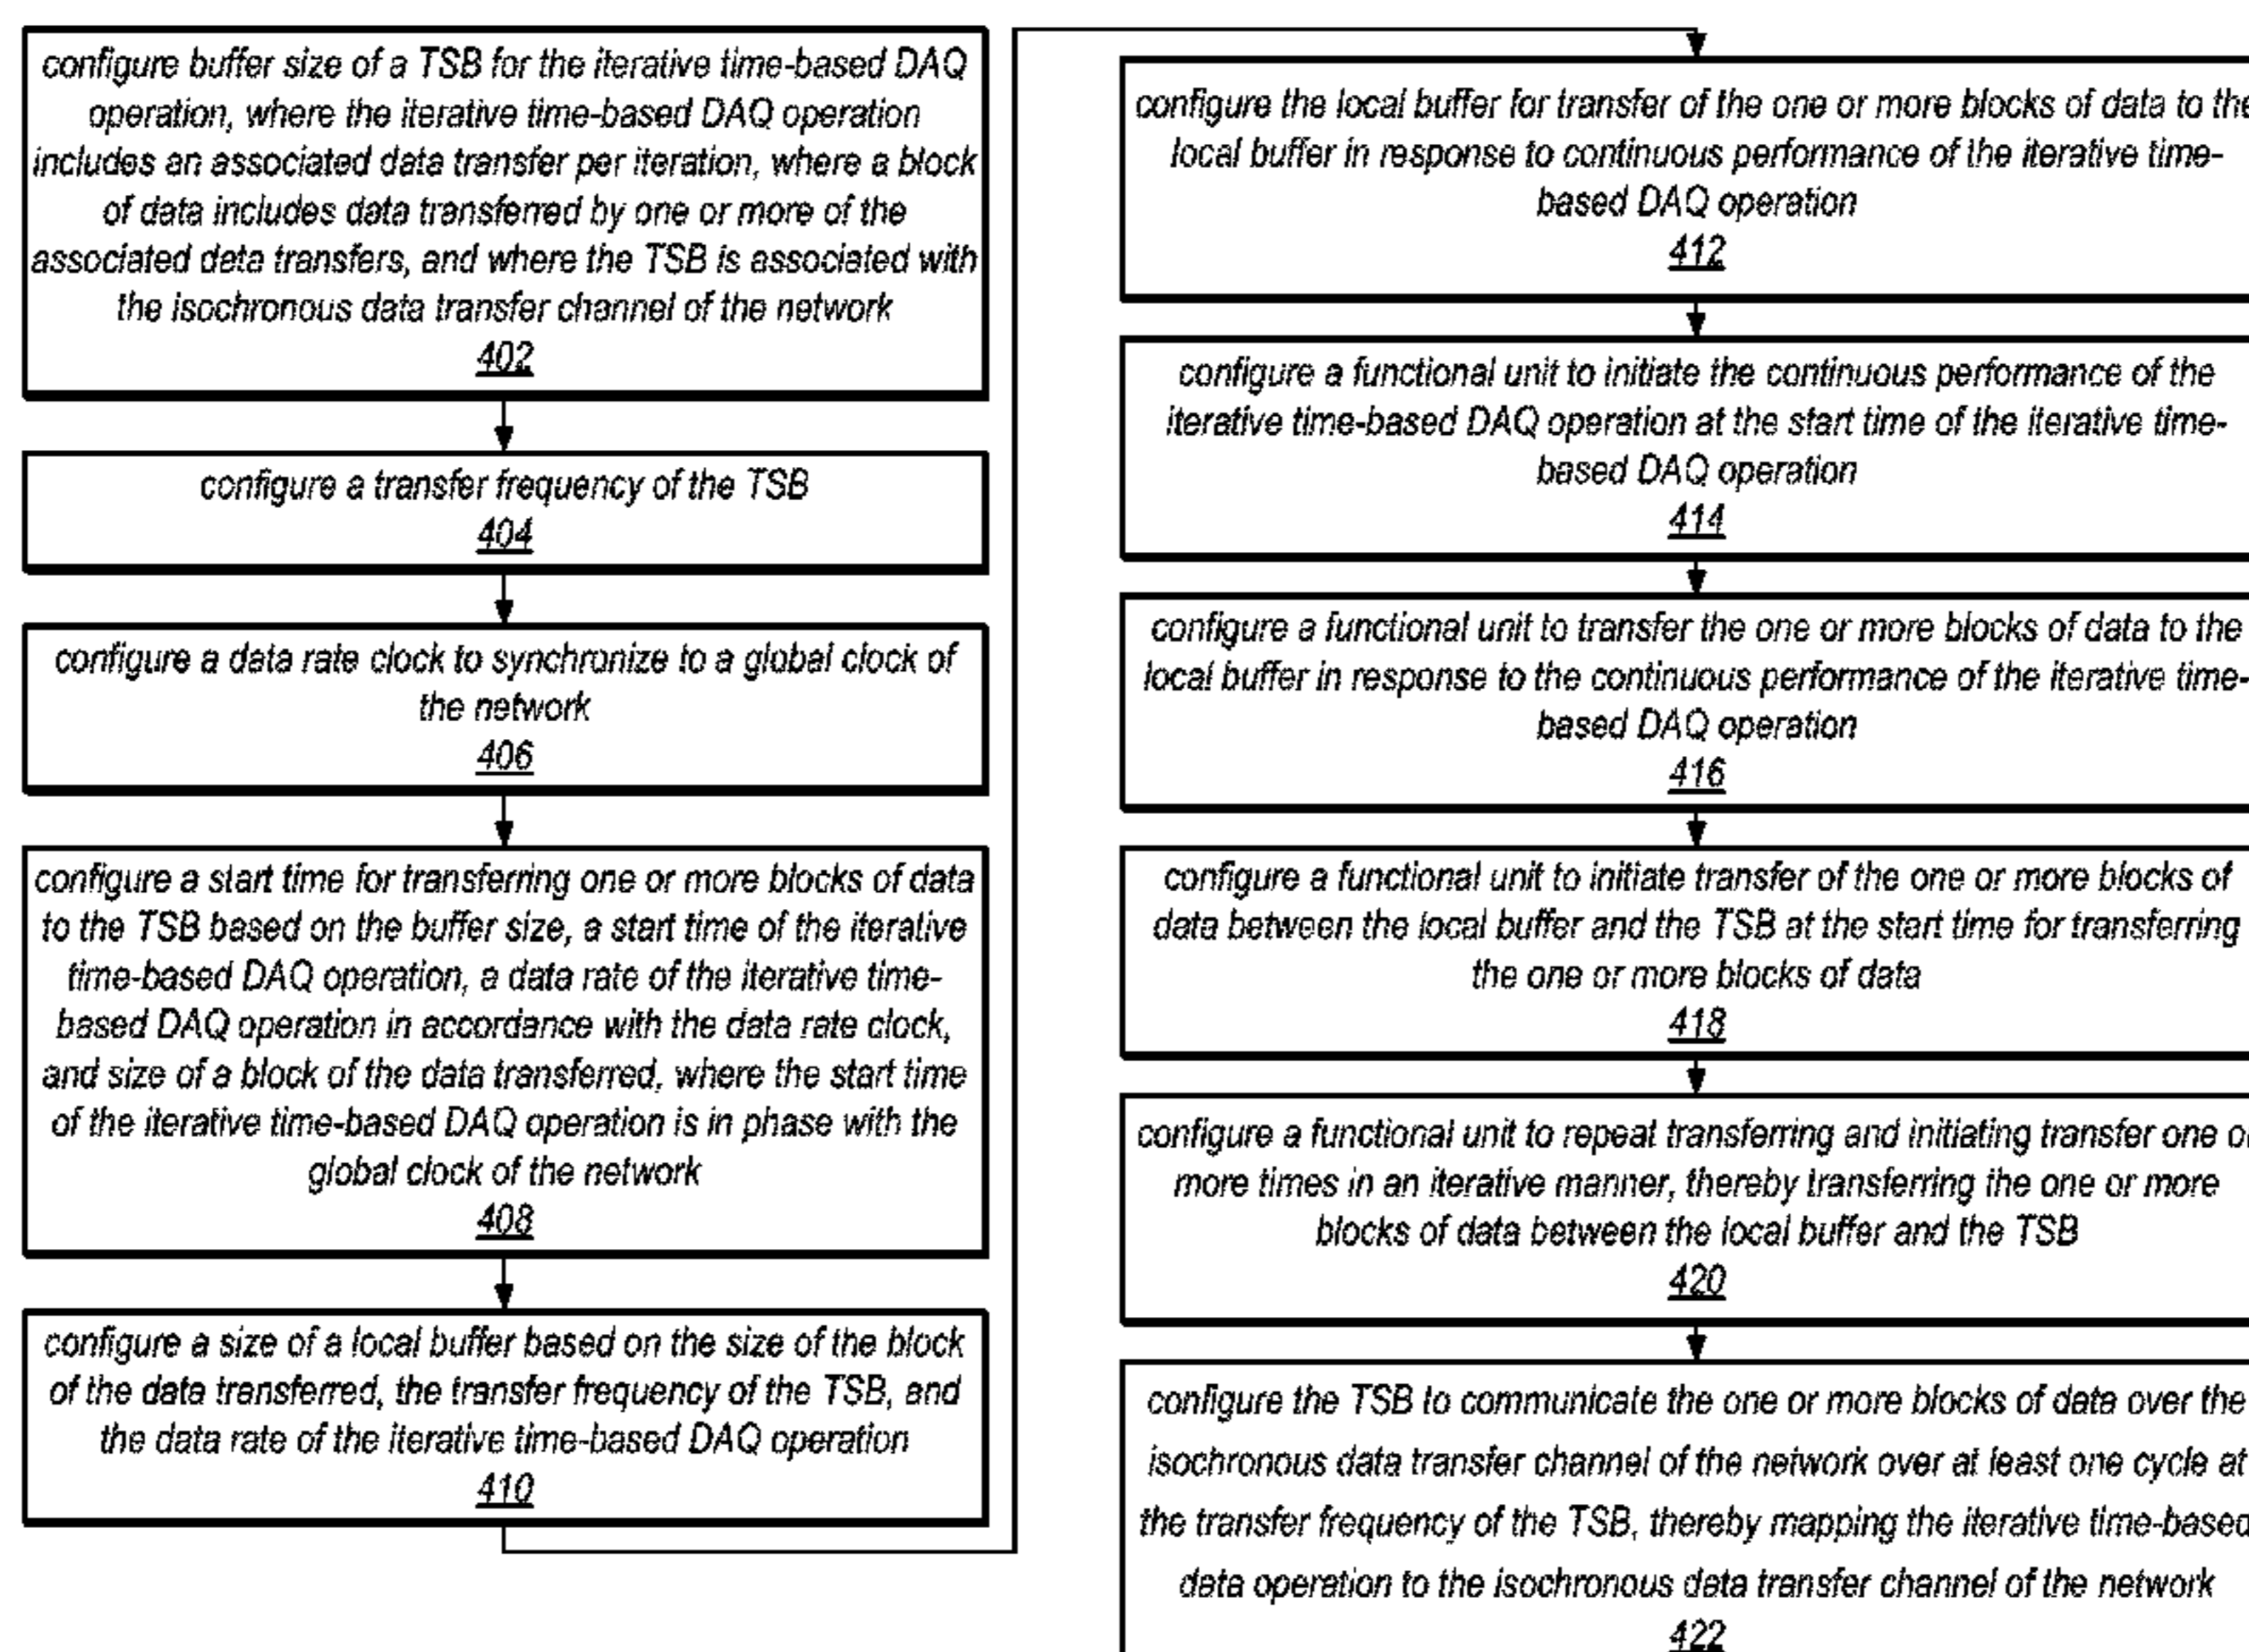 configure buffer size of a TSB for the iterative time-based DAQ
operation, where the iterative time-based DAQ operation
includes an associated data transfer per iteration, where a block
of data includes data transferred by one or more of the
associated data transfers, and where the TSB is associated with
the isochronous data transfer channel of the network
402
configure a transfer frequency of the TSB
404
configure a data rate clock to synchronize to a global clock of
the network
406
configure a start time for transferring one or more blocks of data
to the TSB based on the buffer size, a start time of the iterative
time-based DAQ operation, a data rate of the iterative time-
based DAQ operation in accordance with the data rate clock,
and size of a block of the data transferred, where the start time
of the iterative time-based DAQ operation is in phase with the
global clock of the network
408
configure a size of a local buffer based on the size of the block
of the data transferred, the transfer frequency of the TSB, and
the data rate of the iterative time-based DAQ operation
410
configure the local buffer for transfer of the one or more blocks of data to the
local buffer in response to continuous performance of the iterative time-
based DAQ operation
412
configure a functional unit to initiate the continuous performance of the
iterative time-based DAQ operation at the start time of the iterative time-
based DAQ operation
414
configure a functional unit to transfer the one or more blocks of data to the
local buffer in response to the continuous performance of the iterative time-
based DAQ operation
416
configure a functional unit to initiate transfer of the one or more blocks of
data between the local buffer and the TSB at the start time for transferring
the one or more blocks of data
418
configure a functional unit to repeat transferring and initiating transfer one or
more times in an iterative manner, thereby transferring the one or more
blocks of data between the local buffer and the TSB
420
configure the TSB to communicate the one or more blocks of data over the
isochronous data transfer channel of the network over at least one cycle at
the transfer frequency of the TSB, thereby mapping the iterative time-based
data operation to the isochronous data transfer channel of the network
422